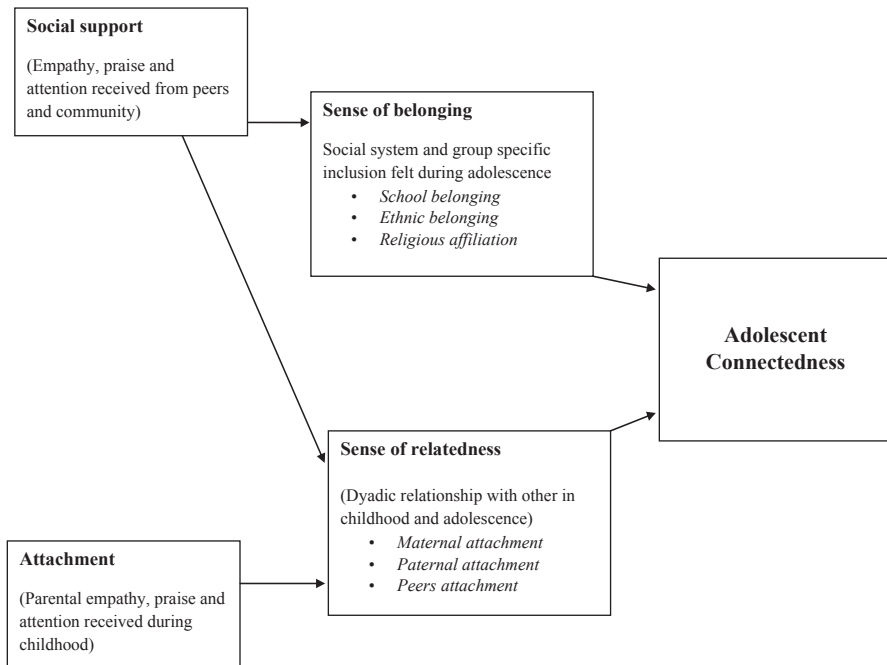 Social support
(Empathy, praise and
attention received from peers
and community)
Sense of belonging
Social system and group specific
inclusion felt during adolescence
• School belonging
• Ethnic belonging
• Religious affiliation
Adolescent
Connectedness
Sense of relatedness
(Dyadic relationship with other in
childhood and adolescence)
• Maternal attachment
• Paternal attachment
• Peers attachment
Attachment
(Parental empathy, praise and
attention received during
childhood)